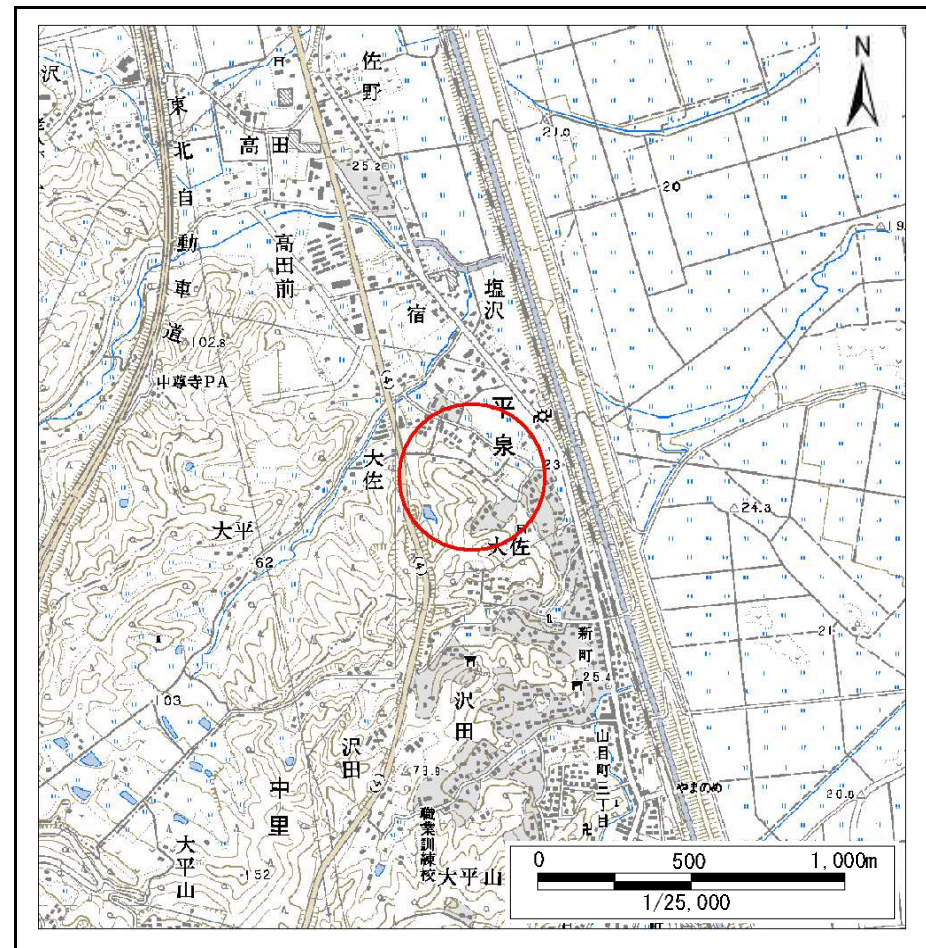 N
沢
佐野
東北自動車道
高田
25.2
21.0
20
19.
高田前
塩沢
宿
102.8
中尊寺PA
(4)
平泉
大佐
23
24.3
大平
62
大佐
(4)
新町
21
25.4
沢田
63
沢田
73.9
山目町三丁目
やまのめ
20.6
中里
職業訓練校
大平山
152
大平山
0 500 1,000m
1/25,000